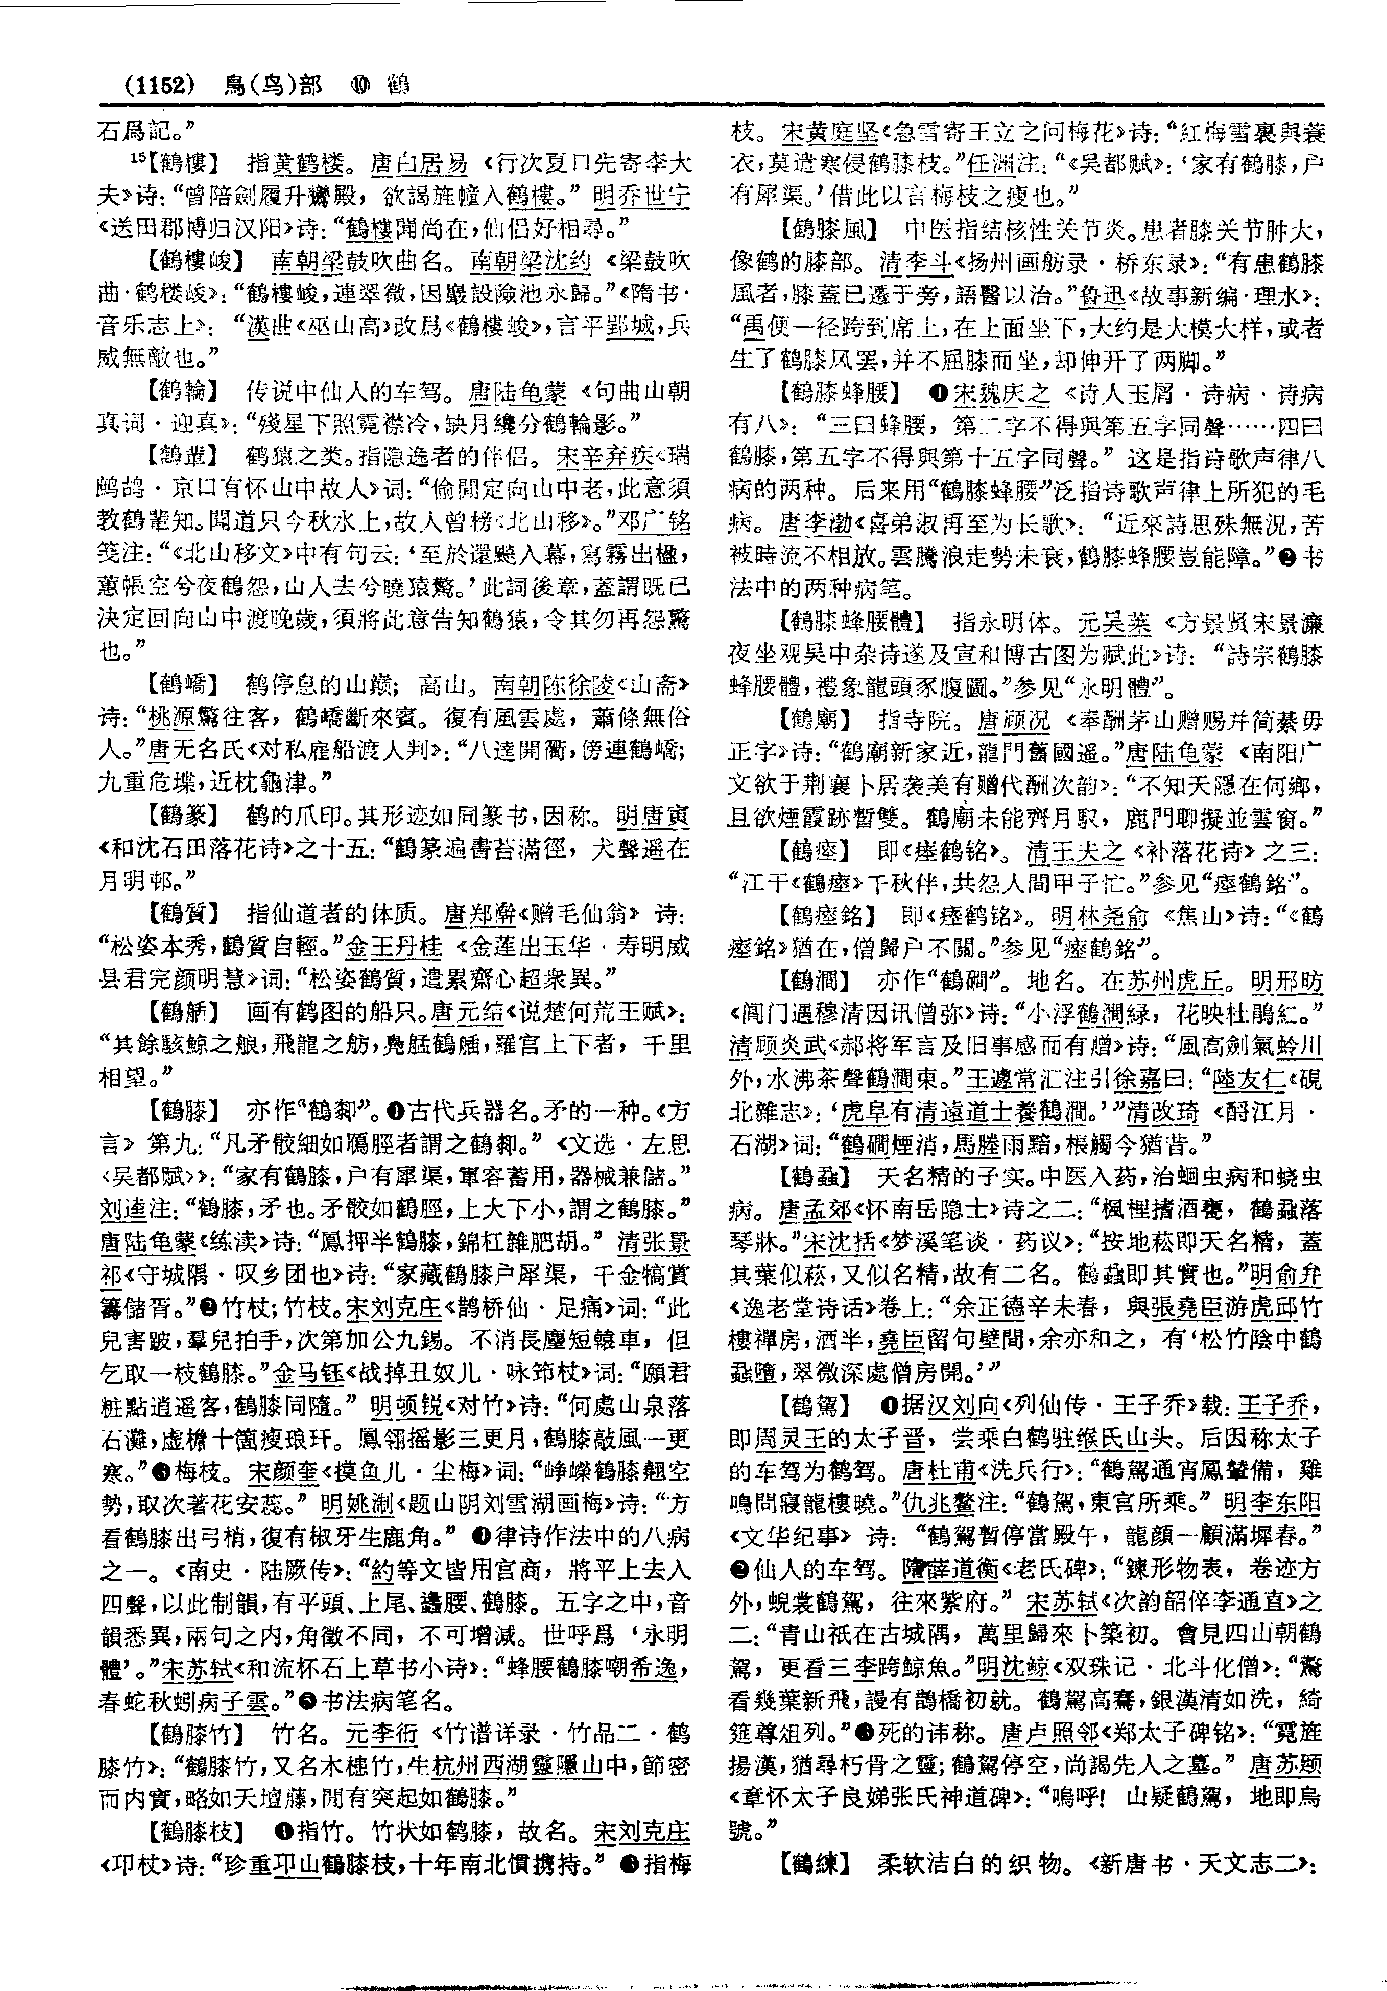 (1152) 鳥(鸟)部 ⑩ 鶴
石爲記。”
15【鶴樓】 指黄鹤楼。唐白居易《行次夏口先寄李大
夫》诗：“曾陪劍履升鸞殿，欲謁旌幢入鶴樓。”明乔世宁
《送田郡博归汉阳》诗：“鶴樓開尚在，仙侣好相尋。”
【鶴樓峻】 南朝梁鼓吹曲名。南朝梁沈约《梁鼓吹
曲·鹤楼峻》：“鶴樓峻，連翠微，因巖設險池永歸。”《隋书·
音乐志上》：“漢曲《巫山高》改爲《鶴樓峻》，言平郢城，兵
威無敵也。”
【鶴輪】 传说中仙人的车驾。唐陆龟蒙《句曲山朝
真词·迎真》：“殘星下照霓襟冷，缺月纔分鶴輪影。”
【鶴輩】 鹤猿之类。指隐逸者的伴侣。宋辛弃疾《瑞
鹧鸪·京口有怀山中故人》词：“偷閒定向山中老，此意須
教鶴輩知。聞道只今秋水上，故人曾榜《北山移》。”邓广铭
笺注：“《北山移文》中有句云：‘至於還飈入幕，寫霧出楹，
蕙帳空兮夜鶴怨，山人去兮曉猿驚。’此詞後章，蓋謂既已
決定回向山中渡晚歲，須將此意告知鶴猿，令其勿再怨驚
也。”
【鶴嶠】 鹤停息的山巅；高山。南朝陈徐陵《山斋》
诗：“桃源驚往客，鶴嶠斷來賓。復有風雲處，蕭條無俗
人。”唐无名氏《对私雇船渡人判》：“八逵開衢，傍連鶴嶠；
九重危堞，近枕龜津。”
【鶴篆】 鹤的爪印。其形迹如同篆书，因称。明唐寅
《和沈石田落花诗》之十五：“鶴篆遍書苔滿徑，犬聲遥在
月明邨。”
【鶴質】 指仙道者的体质。唐郑㪟《赠毛仙翁》诗：
“松姿本秀，鶴質自輕。”金王丹桂《金莲出玉华·寿明威
县君完颜明慧》词：“松姿鶴質，遣累齋心超衆異。”
【鶴䑨】 画有鹤图的船只。唐元结《说楚何荒王赋》：
“其餘駭鯨之艆，飛龍之舫，鳧艋鶴䑨，羅宫上下者，千里
相望。”
【鶴膝】 亦作“鶴厀”。❶古代兵器名。矛的一种。《方
言》第九：“凡矛骹細如鴈脛者謂之鶴厀。”《文选·左思
〈吴都赋〉》：“家有鶴膝，户有犀渠，軍容蓄用，器械兼儲。”
刘逵注：“鶴膝，矛也。矛骹如鶴脛，上大下小，謂之鶴膝。”
唐陆龟蒙《练渎》诗：“鳳押半鶴膝，錦杠雜肥胡。”清张景
祁《守城隅·叹乡团也》诗：“家藏鶴膝户犀渠，千金犒賞
籌儲胥。”❷竹杖；竹枝。宋刘克庄《鹊桥仙·足痛》词：“此
兒害跛，羣兒拍手，次第加公九錫。不消長麈短轅車，但
乞取一枝鶴膝。”金马钰《战掉丑奴儿·咏筇杖》词：“願君
粧點逍遥客，鶴膝同隨。”明顿锐《对竹》诗：“何處山泉落
石灘，虚檐十箇瘦琅玕。鳳翎摇影三更月，鶴膝敲風一更
寒。”❸梅枝。宋颜奎《摸鱼儿·尘梅》词：“崢嶸鶴膝翹空
勢，取次著花安蕊。”明姚淛《题山阴刘雪湖画梅》诗：“方
看鶴膝出弓梢，復有椒牙生鹿角。”❹律诗作法中的八病
之一。《南史·陆厥传》：“約等文皆用宫商，將平上去入
四聲，以此制韻，有平頭、上尾、蠭腰、鶴膝。五字之中，音
韻悉異，兩句之内，角徵不同，不可增減。世呼爲‘永明
體’。”宋苏轼《和流杯石上草书小诗》：“蜂腰鶴膝嘲希逸，
春蛇秋蚓病子雲。”❺书法病笔名。
【鶴膝竹】 竹名。元李衎《竹谱详录·竹品二·鹤
膝竹》：“鶴膝竹，又名木槵竹，生杭州西湖靈隱山中，節密
而内實，略如天壇藤，間有突起如鶴膝。”
【鶴膝枝】 ❶指竹。竹状如鹤膝，故名。宋刘克庄
《邛杖》诗：“珍重邛山鶴膝枝，十年南北慣携持。”❷指梅
枝。宋黄庭坚《急雪寄王立之问梅花》诗：“紅梅雪裏與蓑
衣，莫遣寒侵鶴膝枝。”任渊注：“《吴都賦》：‘家有鶴膝，户
有犀渠。’借此以言梅枝之瘦也。”
【鶴膝風】 中医指结核性关节炎。患者膝关节肿大，
像鹤的膝部。清李斗《扬州画舫录·桥东录》：“有患鶴膝
風者，膝蓋已遷于旁，語醫以治。”鲁迅《故事新编·理水》：
“禹便一径跨到席上，在上面坐下，大约是大模大样，或者
生了鹤膝风罢，并不屈膝而坐，却伸开了两脚。”
【鶴膝蜂腰】 ❶宋魏庆之《诗人玉屑·诗病·诗病
有八》：“三曰蜂腰，第二字不得與第五字同聲……四曰
鶴膝，第五字不得與第十五字同聲。”这是指诗歌声律八
病的两种。后来用“鶴膝蜂腰”泛指诗歌声律上所犯的毛
病。唐李渤《喜弟淑再至为长歌》：“近來詩思殊無況，苦
被時流不相放。雲騰浪走勢未衰，鶴膝蜂腰豈能障。”❷书
法中的两种病笔。
【鶴膝蜂腰體】 指永明体。元吴莱《方景贤宋景濂
夜坐观吴中杂诗遂及宣和博古图为赋此》诗：“詩宗鶴膝
蜂腰體，禮象龍頭豕腹圓。”参见“永明體”。
【鶴廟】 指寺院。唐顾况《奉酬茅山赠赐并简綦毋
正字》诗：“鶴廟新家近，龍門舊國遥。”唐陆龟蒙《南阳广
文欲于荆襄卜居袭美有赠代酬次韵》：“不知天隱在何鄉，
且欲煙霞跡暫雙。鶴廟未能齊月馭，鹿門聊擬並雲窗。”
【鶴瘞】 即《瘗鹤铭》。清王夫之《补落花诗》之三：
“江干《鶴瘞》千秋伴，共怨人間甲子忙。”参见“瘞鶴銘”。
【鶴瘞銘】 即《瘗鹤铭》。明林尧俞《焦山》诗：“《鶴
瘞銘》猶在，僧歸户不關。”参见“瘞鶴銘”。
【鶴澗】 亦作“鶴磵”。地名。在苏州虎丘。明邢昉
《阊门遇穆清因讯僧弥》诗：“小浮鶴澗緑，花映杜鵑紅。”
清顾炎武《郝将军言及旧事感而有赠》诗：“風高劍氣蛉川
外，水沸茶聲鶴澗東。”王遽常汇注引徐嘉曰：“陸友仁《硯
北雜志》：‘虎阜有清遠道士養鶴澗。’”清改琦《酹江月·
石湖》词：“鶴磵煙消，馬塍雨黯，棖觸今猶昔。”
【鶴蝨】 天名精的子实。中医入药，治蛔虫病和蛲虫
病。唐孟郊《怀南岳隐士》诗之二：“楓柽㨋酒甕，鶴蝨落
琴牀。”宋沈括《梦溪笔谈·药议》：“按地菘即天名精，蓋
其葉似菘，又似名精，故有二名。鶴蝨即其實也。”明俞弁
《逸老堂诗话》卷上：“余正德辛未春，與張堯臣游虎邱竹
樓禪房，酒半，堯臣留句壁間，余亦和之，有‘松竹陰中鶴
蝨墮，翠微深處僧房開。’”
【鶴駕】 ❶据汉刘向《列仙传·王子乔》载：王子乔，
即周灵王的太子晋，尝乘白鹤驻缑氏山头。后因称太子
的车驾为鹤驾。唐杜甫《洗兵行》：“鶴駕通宵鳳輦備，雞
鳴問寢龍樓曉。”仇兆鳌注：“鶴駕，東宫所乘。”明李东阳
《文华纪事》诗：“鶴駕暫停當殿午，龍顔一顧滿墀春。”
❷仙人的车驾。隋薛道衡《老氏碑》：“鍊形物表，卷迹方
外，蜺裳鶴駕，往來紫府。”宋苏轼《次韵韶倅李通直》之
二：“青山祇在古城隅，萬里歸來卜築初。會見四山朝鶴
駕，更看三李跨鯨魚。”明沈鲸《双珠记·北斗化僧》：“驚
看幾葉新飛，謾有鵲橋初就。鶴駕高騫，銀漢清如洗，綺
筵尊俎列。”❸死的讳称。唐卢照邻《郑太子碑铭》：“霓旌
揚漢，猶尋朽骨之靈；鶴駕停空，尚謁先人之墓。”唐苏颋
《章怀太子良娣张氏神道碑》：“嗚呼！山疑鶴駕，地即烏
號。”
【鶴練】 柔软洁白的织物。《新唐书·天文志二》：